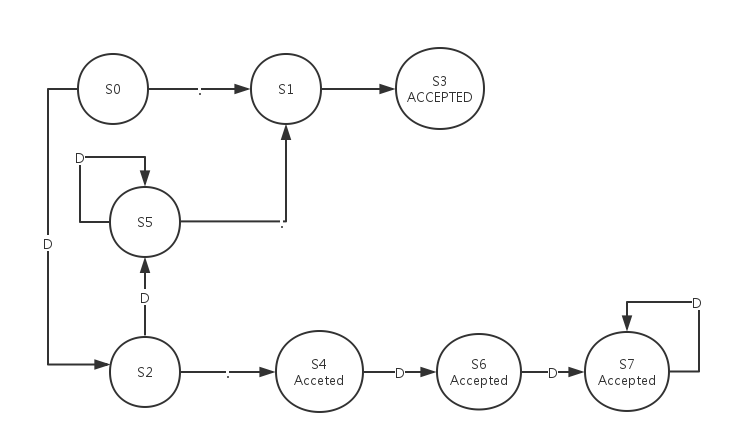 S0
.
S1
S3
ACCEPTED
D
S5
.
D
D
S2
.
S4
Acceted
D
S6
Accepted
D
S7
Accepted
D